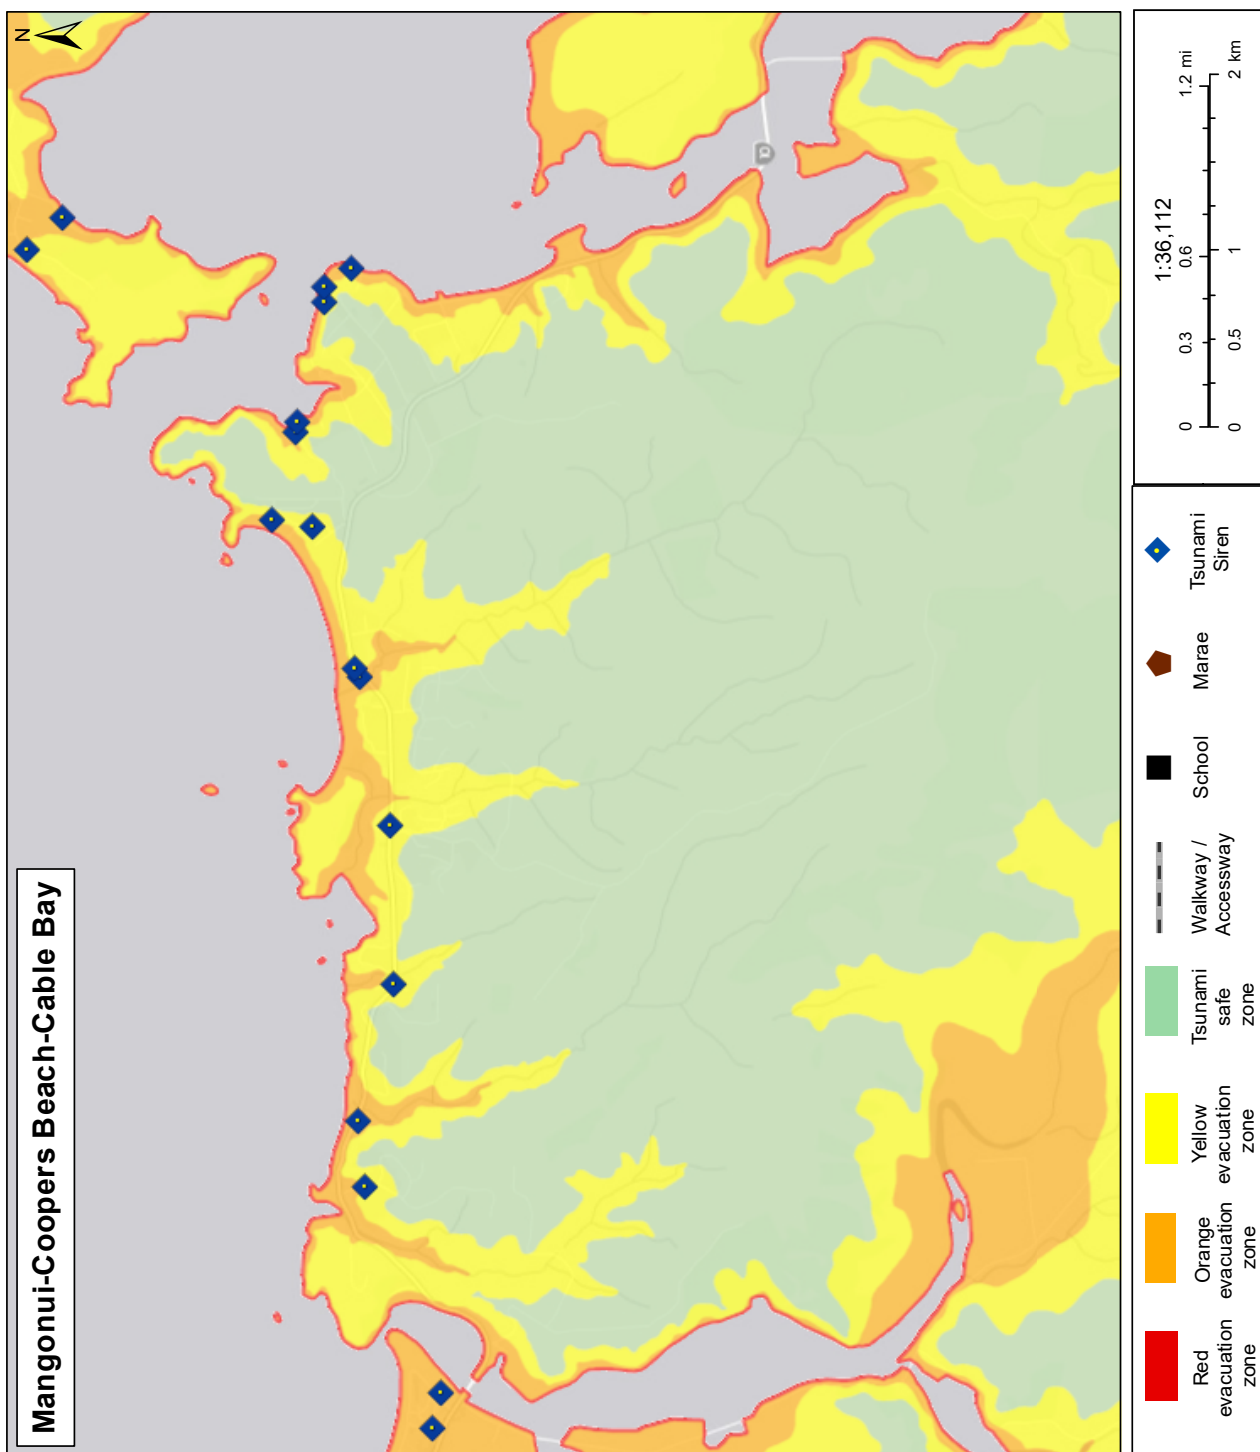 Mangonui-Coopers Beach-Cable Bay
N
Red
evacuation
zone
Orange
evacuation
zone
Yellow
evacuation
zone
Tsunami
safe
zone
Walkway /
Accessway
School
Marae
Tsunami
Siren
1:36,112
0 0.3 0.6 1.2 mi
0 0.5 1 2 km